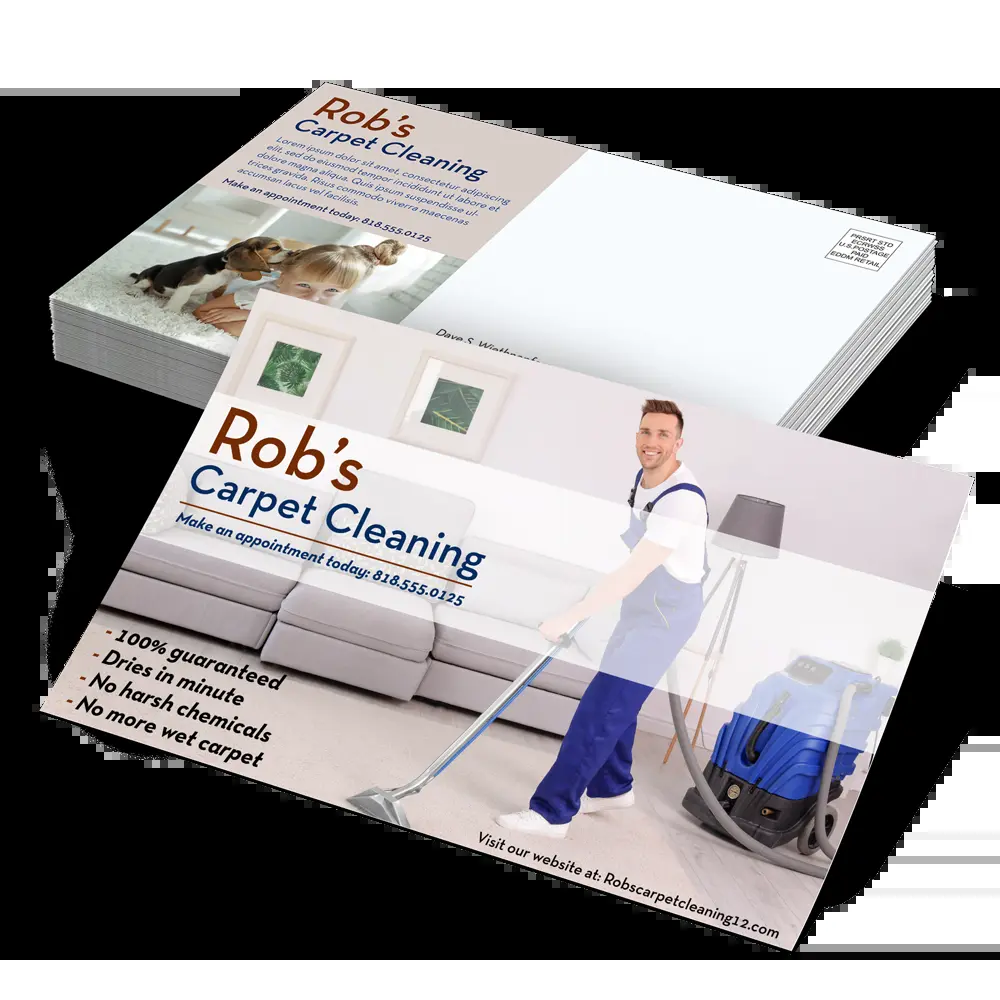 Rob's
Carpet Cleaning
Lorem ipsum dolor sit amet, consectetur adipiscing
elit, sed do eiusmod tempor incididunt ut labore et
dolore magna aliqua. Quis ipsum suspendisse ul-
trices gravida. Risus commodo viverra maecenas
accumsan lacus vel facilisis.
Make an appointment today: 818.555.0125
PRSRT STD
ECRWSS
U.S.POSTAGE
PAID
EDDM RETAIL
Dave S.
Rob's
Carpet Cleaning
Make an appointment today: 818.555.0125
- 100% guaranteed
- Dries in minute
- No harsh chemicals
- No more wet carpet
Visit our website at: Robscarpetcleaning12.com